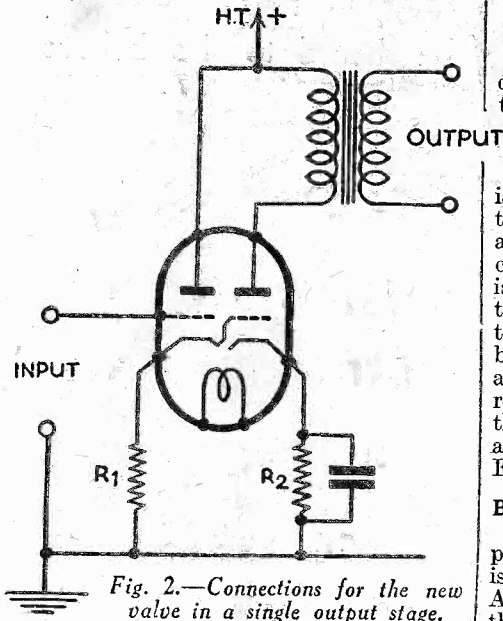 H.T. +
OUTPUT
INPUT
R1
R2
Fig. 2.—Connections for the new
valve in a single output stage.